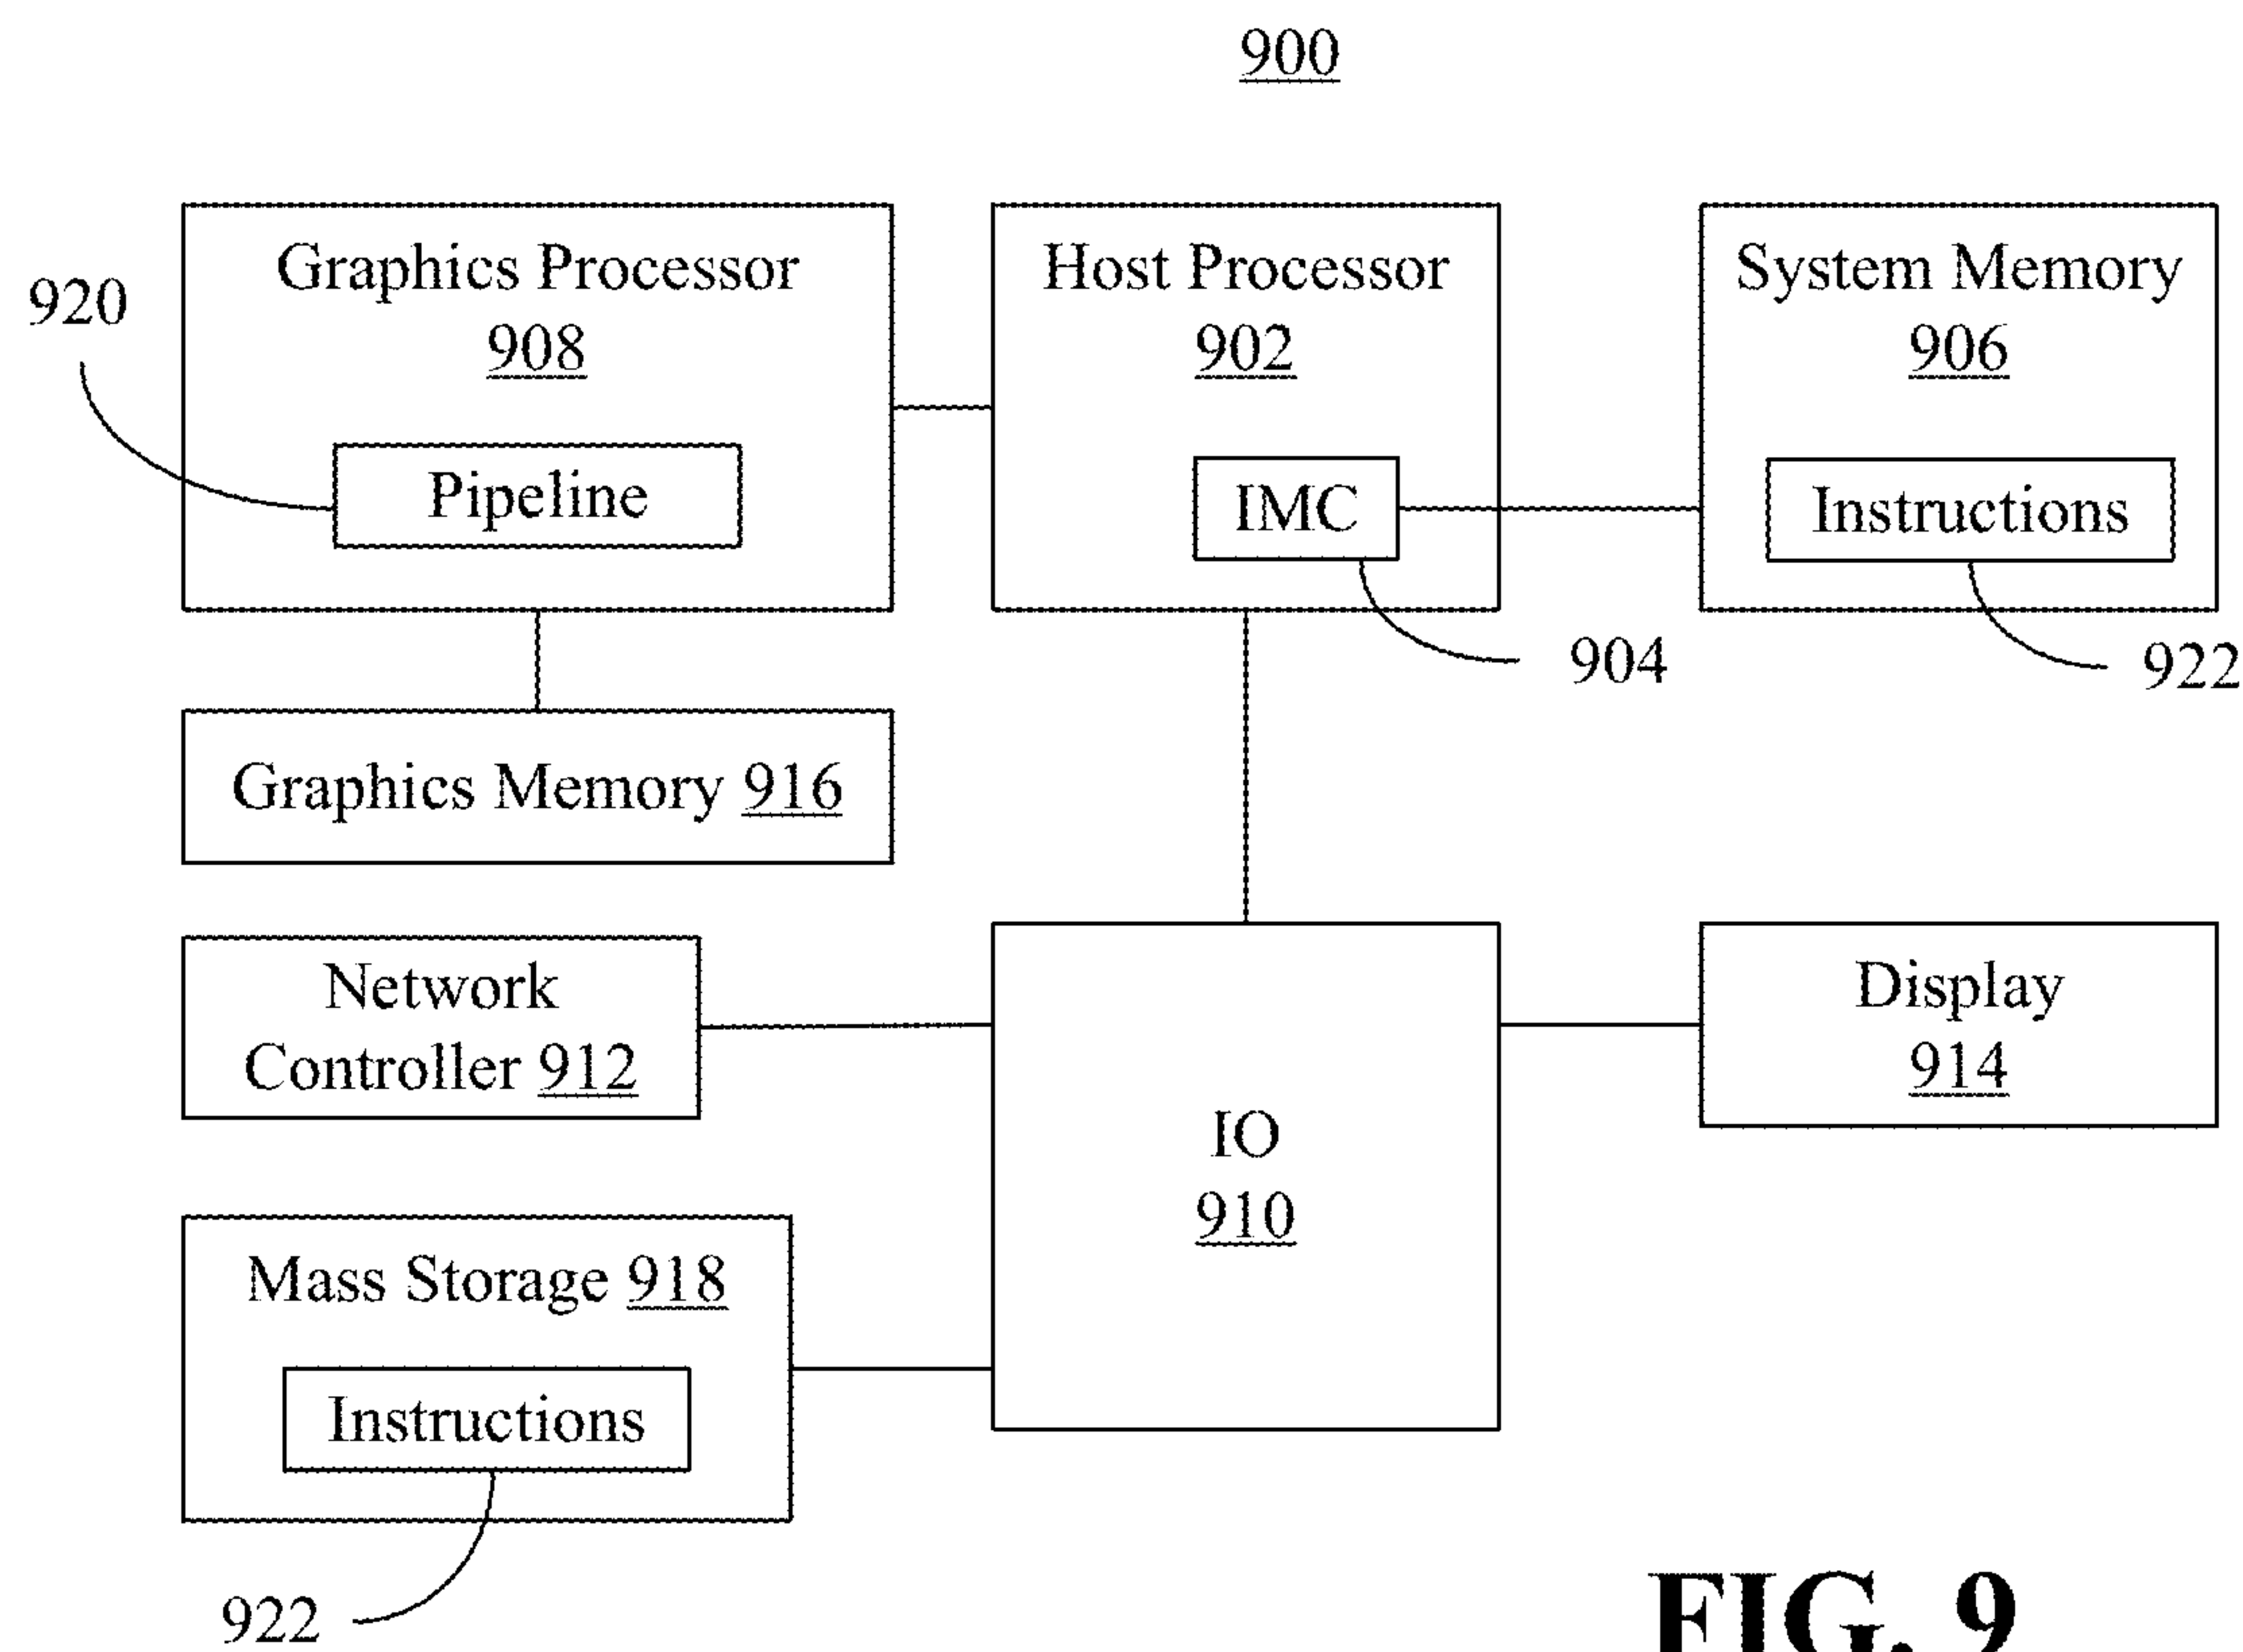 900
Graphics Processor
908
920
Pipeline
Host Processor
902
IMC
904
System Memory
906
Instructions
922
Graphics Memory 916
Network
Controller 912
IO
910
Display
914
Mass Storage 918
Instructions
922
FIG. 9